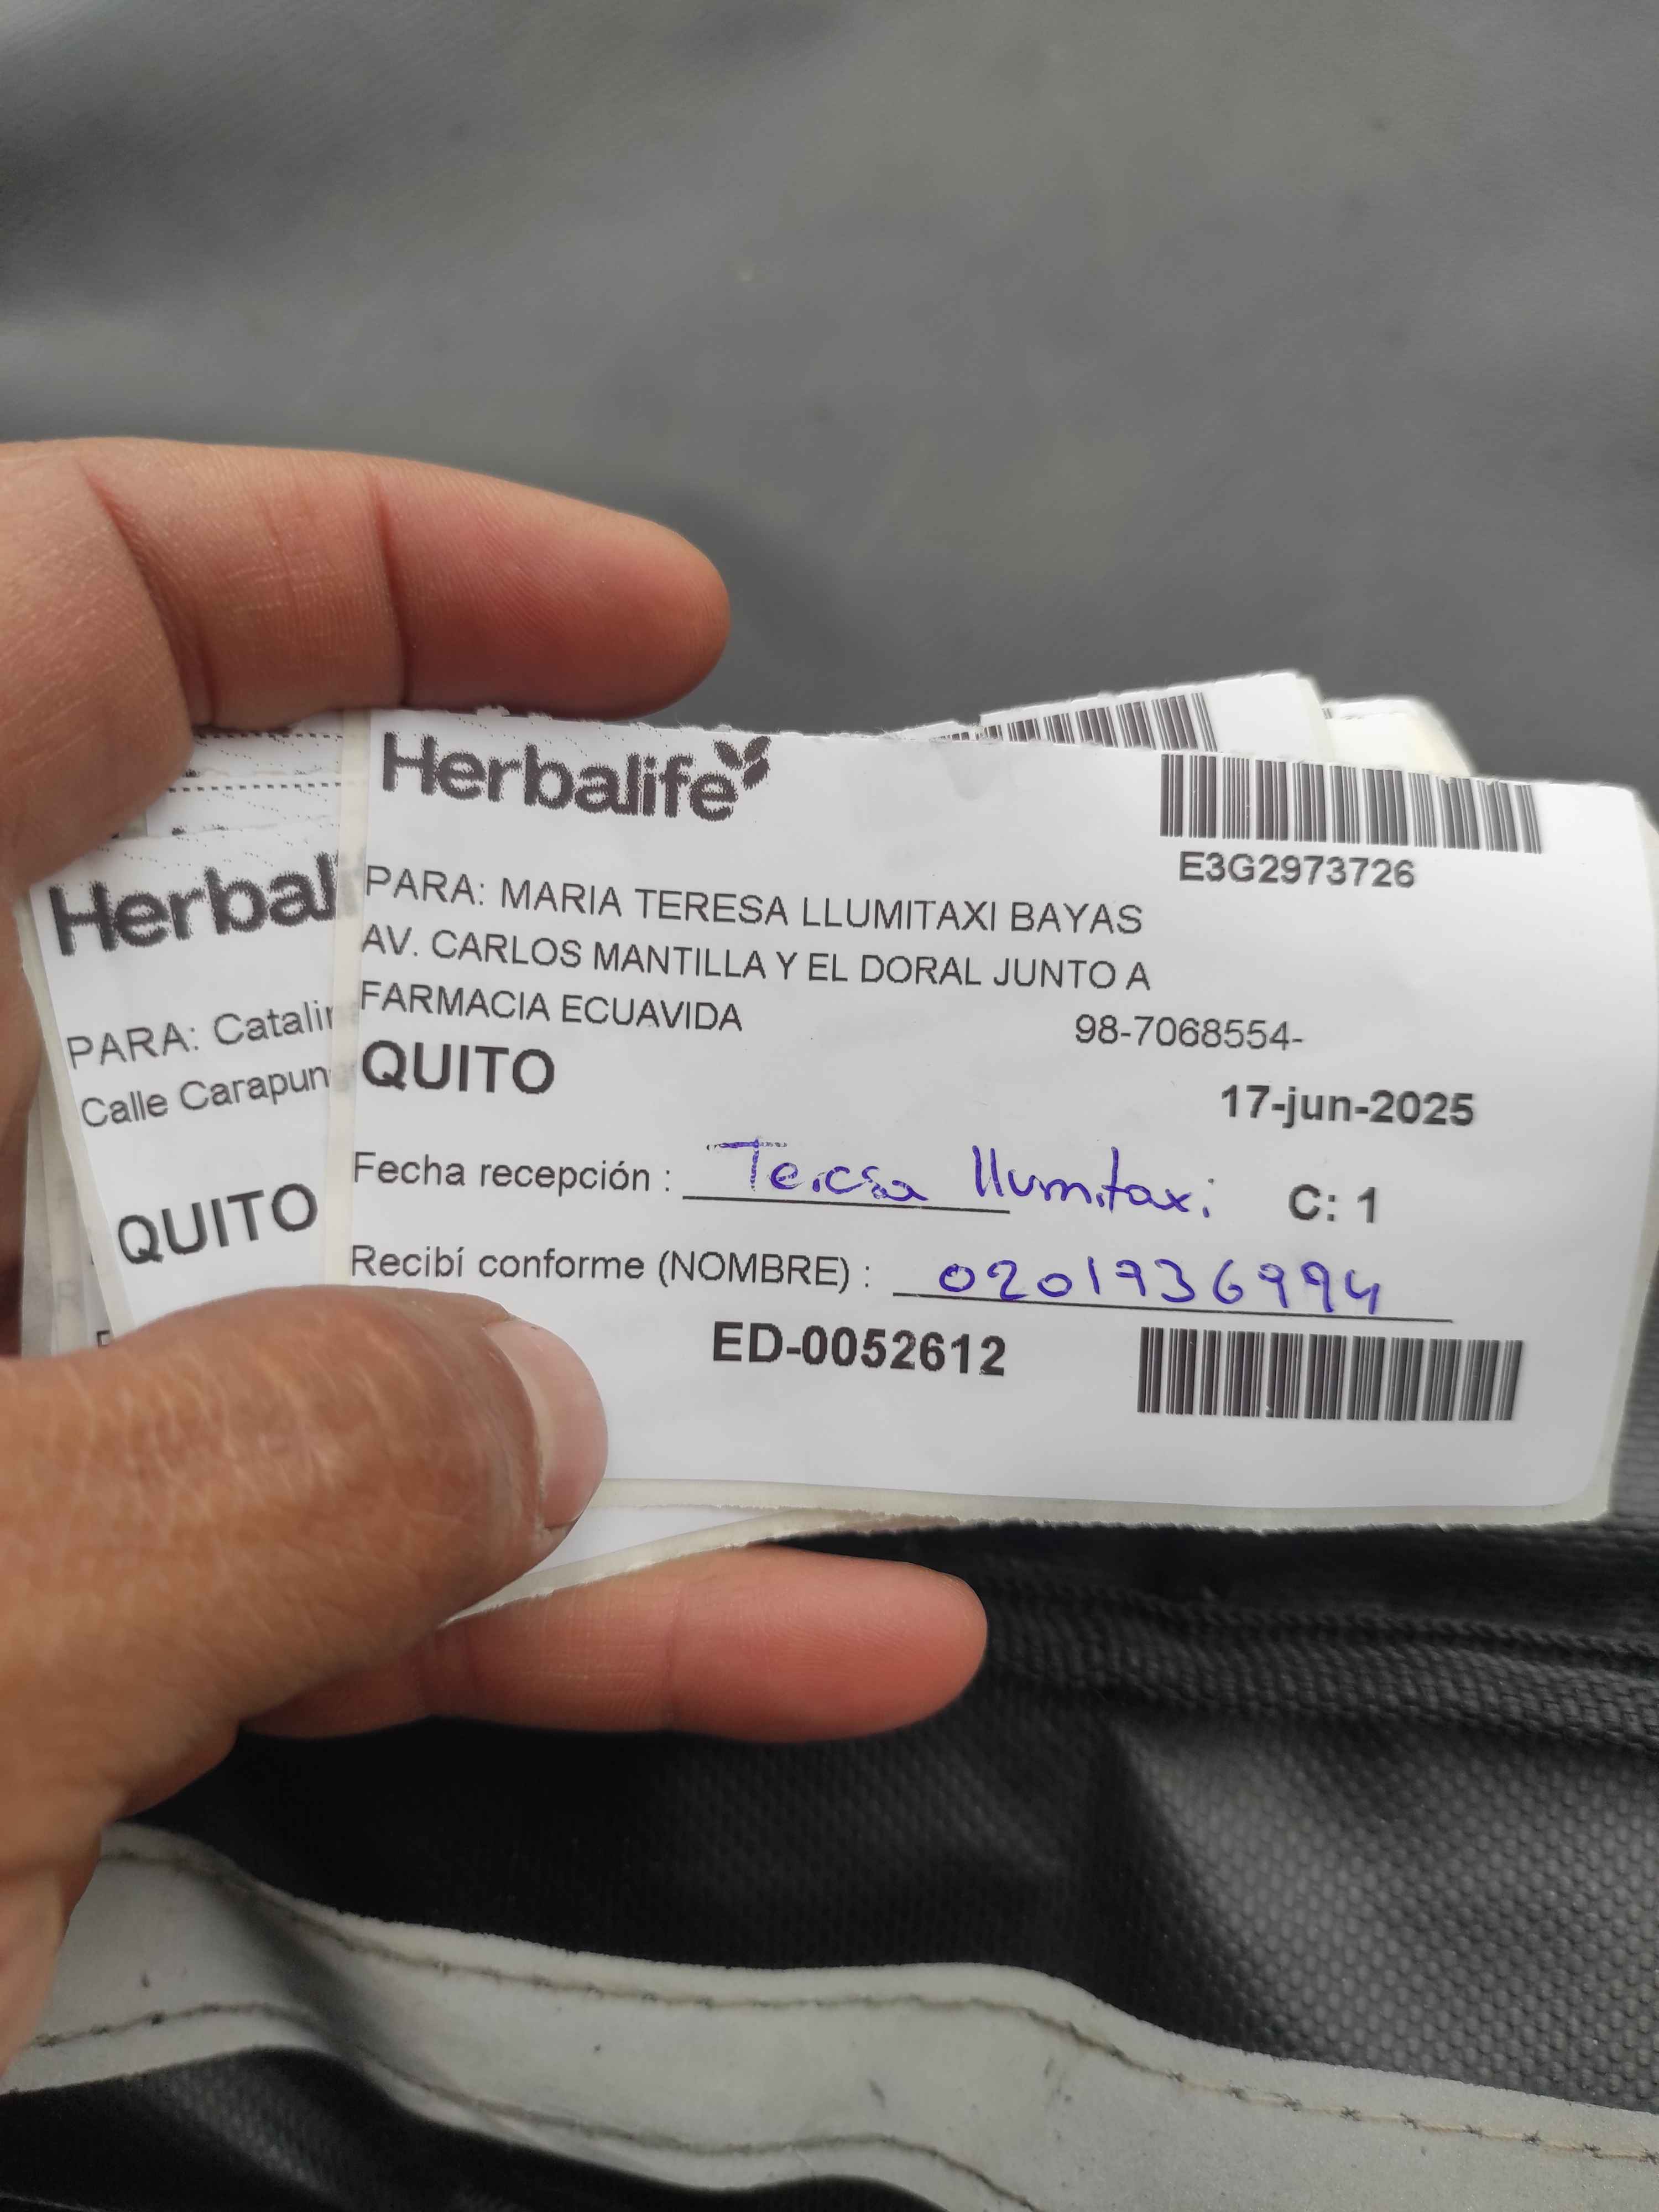 Herbalife
E3G2973726
PARA: MARIA TERESA LLUMITAXI BAYAS
AV. CARLOS MANTILLA Y EL DORAL JUNTO A
FARMACIA ECUAVIDA 98-7068554-
QUITO
17-jun-2025
Fecha recepción : Teresa llumitaxi C: 1
Recibí conforme (NOMBRE) : 0201936994
ED-0052612
Herbal
PARA: Catalin
Calle Carapun
QUITO